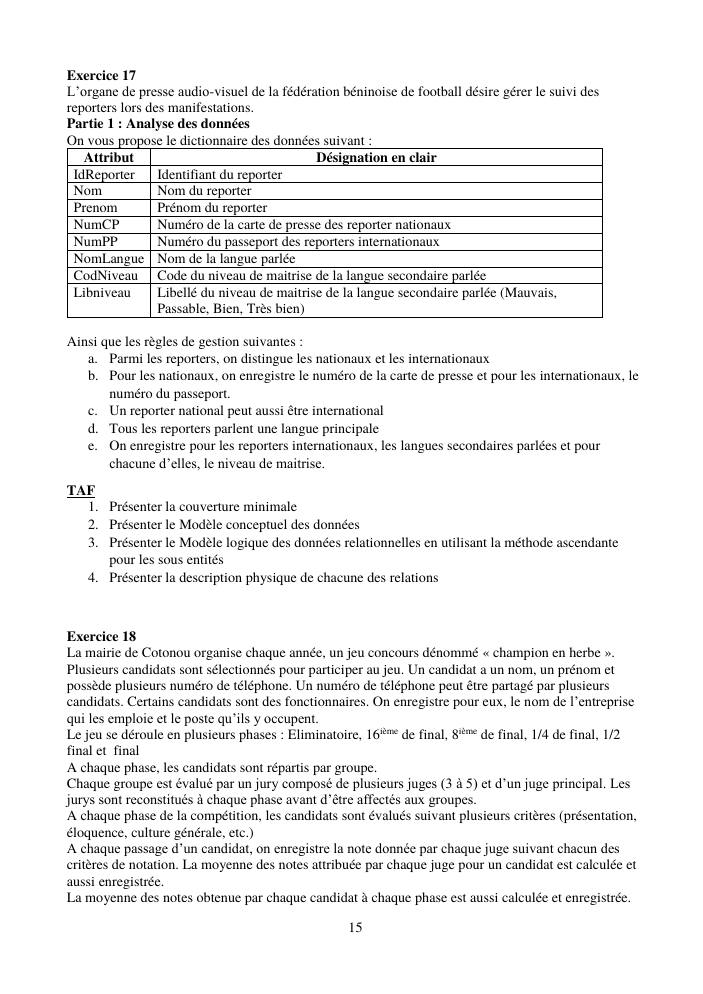 Exercice 17
L'organe de presse audio-visuel de la fédération béninoise de football désire gérer le suivi des
reporters lors des manifestations.
Partie 1 : Analyse des données
On vous propose le dictionnaire des données suivant :
Attribut Désignation en clair
IdReporter Identifiant du reporter
Nom Nom du reporter
Prenom Prénom du reporter
NumCP Numéro de la carte de presse des reporter nationaux
NumPP Numéro du passeport des reporters internationaux
NomLangue Nom de la langue parlée
CodNiveau Code du niveau de maitrise de la langue secondaire parlée
Libniveau Libellé du niveau de maitrise de la langue secondaire parlée (Mauvais,
Passable, Bien, Très bien)
Ainsi que les règles de gestion suivantes :
a. Parmi les reporters, on distingue les nationaux et les internationaux
b. Pour les nationaux, on enregistre le numéro de la carte de presse et pour les internationaux, le
numéro du passeport.
c. Un reporter national peut aussi être international
d. Tous les reporters parlent une langue principale
e. On enregistre pour les reporters internationaux, les langues secondaires parlées et pour
chacune d'elles, le niveau de maitrise.
TAF
1. Présenter la couverture minimale
2. Présenter le Modèle conceptuel des données
3. Présenter le Modèle logique des données relationnelles en utilisant la méthode ascendante
pour les sous entités
4. Présenter la description physique de chacune des relations
Exercice 18
La mairie de Cotonou organise chaque année, un jeu concours dénommé « champion en herbe ».
Plusieurs candidats sont sélectionnés pour participer au jeu. Un candidat a un nom, un prénom et
possède plusieurs numéro de téléphone. Un numéro de téléphone peut être partagé par plusieurs
candidats. Certains candidats sont des fonctionnaires. On enregistre pour eux, le nom de l'entreprise
qui les emploie et le poste qu'ils y occupent.
Le jeu se déroule en plusieurs phases : Eliminatoire, 16ième de final, 8ième de final, 1/4 de final, 1/2
final et final
A chaque phase, les candidats sont répartis par groupe.
Chaque groupe est évalué par un jury composé de plusieurs juges (3 à 5) et d'un juge principal. Les
jurys sont reconstitués à chaque phase avant d'être affectés aux groupes.
A chaque phase de la compétition, les candidats sont évalués suivant plusieurs critères (présentation,
éloquence, culture générale, etc.)
A chaque passage d'un candidat, on enregistre la note donnée par chaque juge suivant chacun des
critères de notation. La moyenne des notes attribuée par chaque juge pour un candidat est calculée et
aussi enregistrée.
La moyenne des notes obtenue par chaque candidat à chaque phase est aussi calculée et enregistrée.
15